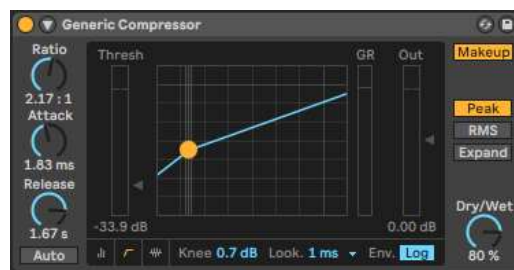 Generic Compressor
Ratio
2.17 : 1
Attack
1.83 ms
Release
1.67 s
Auto
Thresh
-33.9 dB
GR
Out
0.00 dB
Knee 0.7 dB Look. 1 ms Env. Log
Makeup
Peak
RMS
Expand
Dry/Wet
80 %